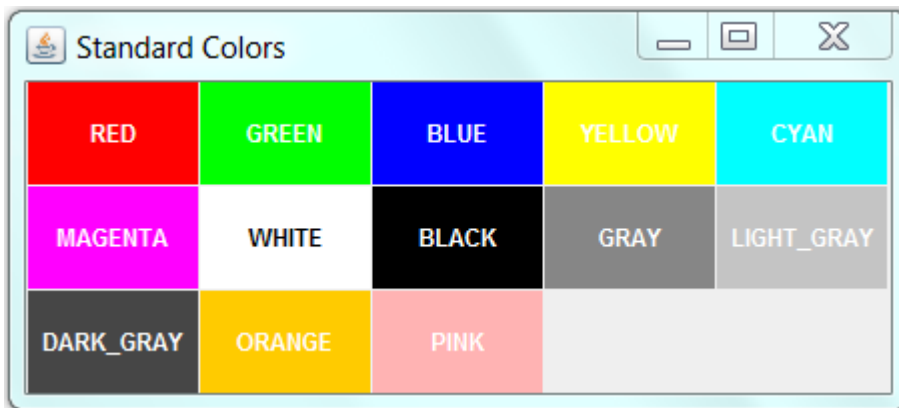 Standard Colors
RED GREEN BLUE YELLOW CYAN
MAGENTA WHITE BLACK GRAY LIGHT_GRAY
DARK_GRAY ORANGE PINK